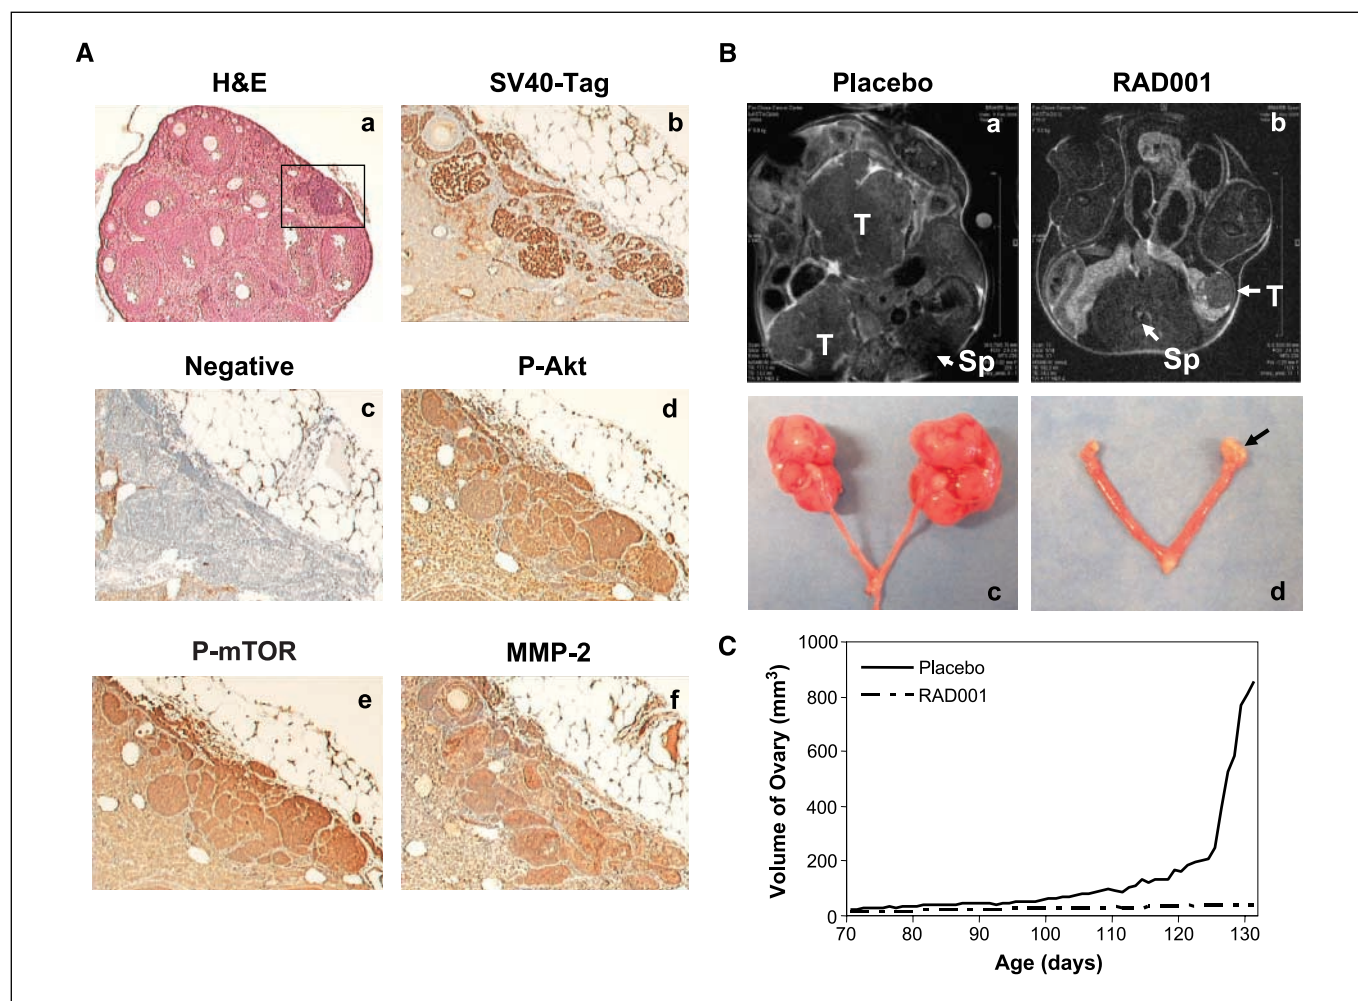 A
H&E
SV40-Tag
a
b
Negative
P-Akt
c
d
P-mTOR
MMP-2
e
f
B
Placebo
RAD001
a
T
T
Sp
b
T
Sp
c
d
C
Volume of Ovary (mm³)
1000
800
600
400
200
0
Placebo
RAD001
70 80 90 100 110 120 130
Age (days)